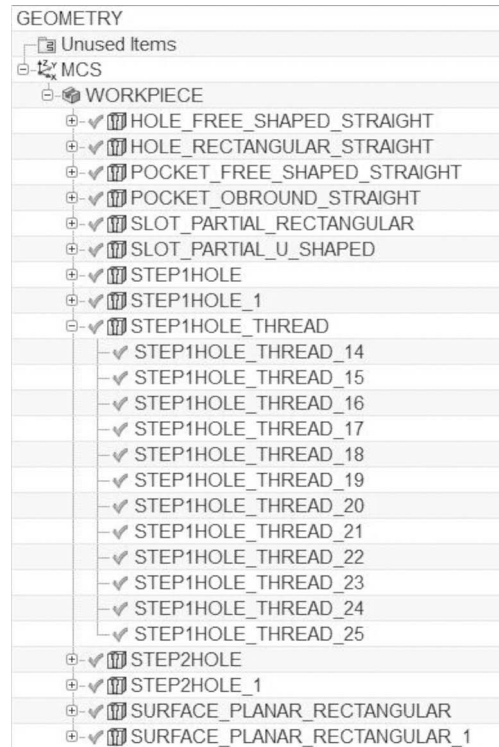 GEOMETRY
Unused Items
MCS
WORKPIECE
HOLE_FREE_SHAPED_STRAIGHT
HOLE_RECTANGULAR_STRAIGHT
POCKET_FREE_SHAPED_STRAIGHT
POCKET_OBROUND_STRAIGHT
SLOT_PARTIAL_RECTANGULAR
SLOT_PARTIAL_U_SHAPED
STEP1HOLE
STEP1HOLE_1
STEP1HOLE_THREAD
STEP1HOLE_THREAD_14
STEP1HOLE_THREAD_15
STEP1HOLE_THREAD_16
STEP1HOLE_THREAD_17
STEP1HOLE_THREAD_18
STEP1HOLE_THREAD_19
STEP1HOLE_THREAD_20
STEP1HOLE_THREAD_21
STEP1HOLE_THREAD_22
STEP1HOLE_THREAD_23
STEP1HOLE_THREAD_24
STEP1HOLE_THREAD_25
STEP2HOLE
STEP2HOLE_1
SURFACE_PLANAR_RECTANGULAR
SURFACE_PLANAR_RECTANGULAR_1